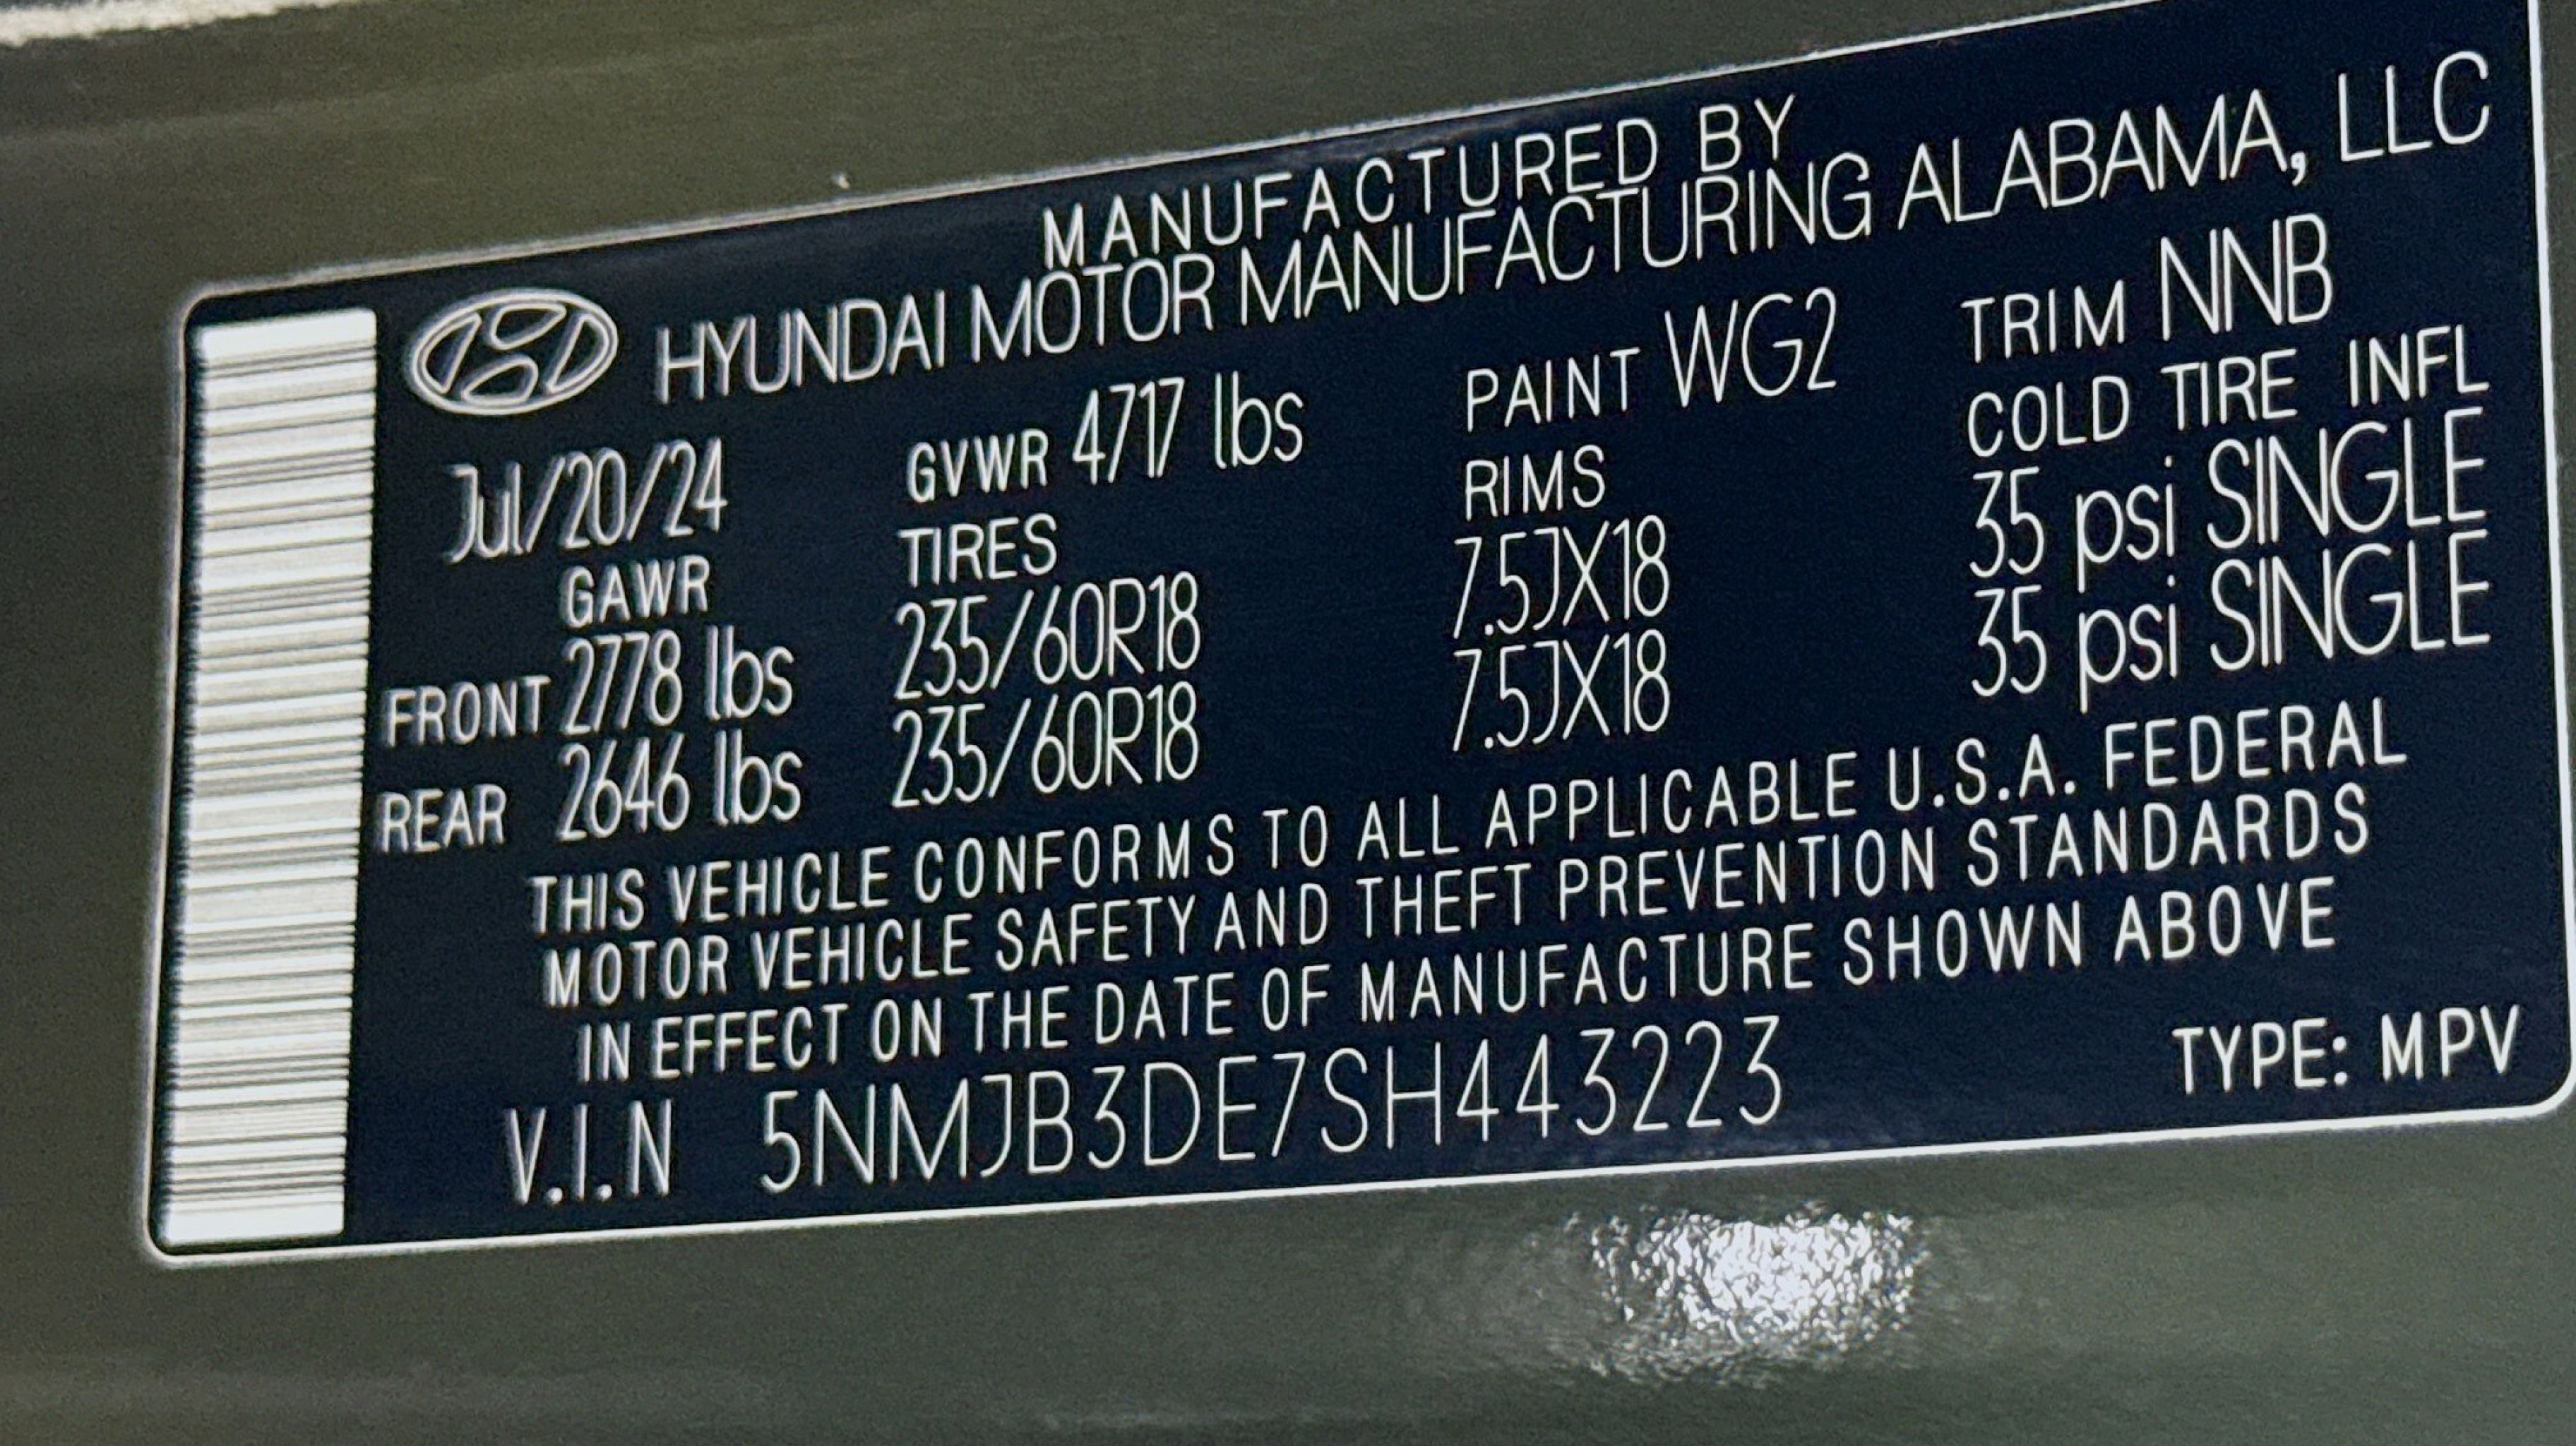 MANUFACTURED BY
HYUNDAI MOTOR MANUFACTURING ALABAMA, LLC
Jul/20/24 GVWR 4717 lbs PAINT WG2 TRIM NNB
GAWR TIRES RIMS COLD TIRE INFL
FRONT 2778 lbs 235/60R18 7.5JX18 35 psi SINGLE
REAR 2646 lbs 235/60R18 7.5JX18 35 psi SINGLE
THIS VEHICLE CONFORMS TO ALL APPLICABLE U.S.A. FEDERAL
MOTOR VEHICLE SAFETY AND THEFT PREVENTION STANDARDS
IN EFFECT ON THE DATE OF MANUFACTURE SHOWN ABOVE
V.I.N 5NMJB3DE7SH443223 TYPE: MPV